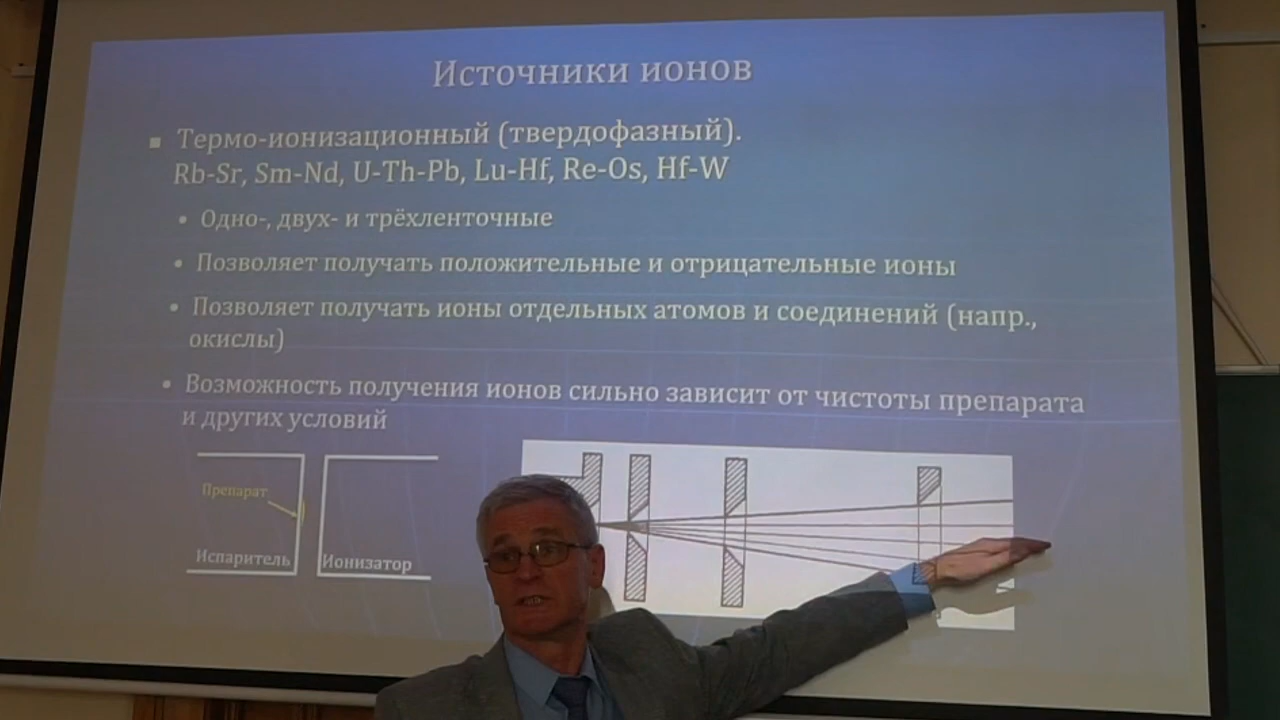 Источники ионов
Термо-ионизационный (твердофазный).
Rb-Sr, Sm-Nd, U-Th-Pb, Lu-Hf, Re-Os, Hf-W
Одно-, двух- и трёхленточные
Позволяет получать положительные и отрицательные ионы
Позволяет получать ионы отдельных атомов и соединений (напр.,
окислы)
Возможность получения ионов сильно зависит от чистоты препарата
и других условий
Препарат
Испаритель
Ионизатор